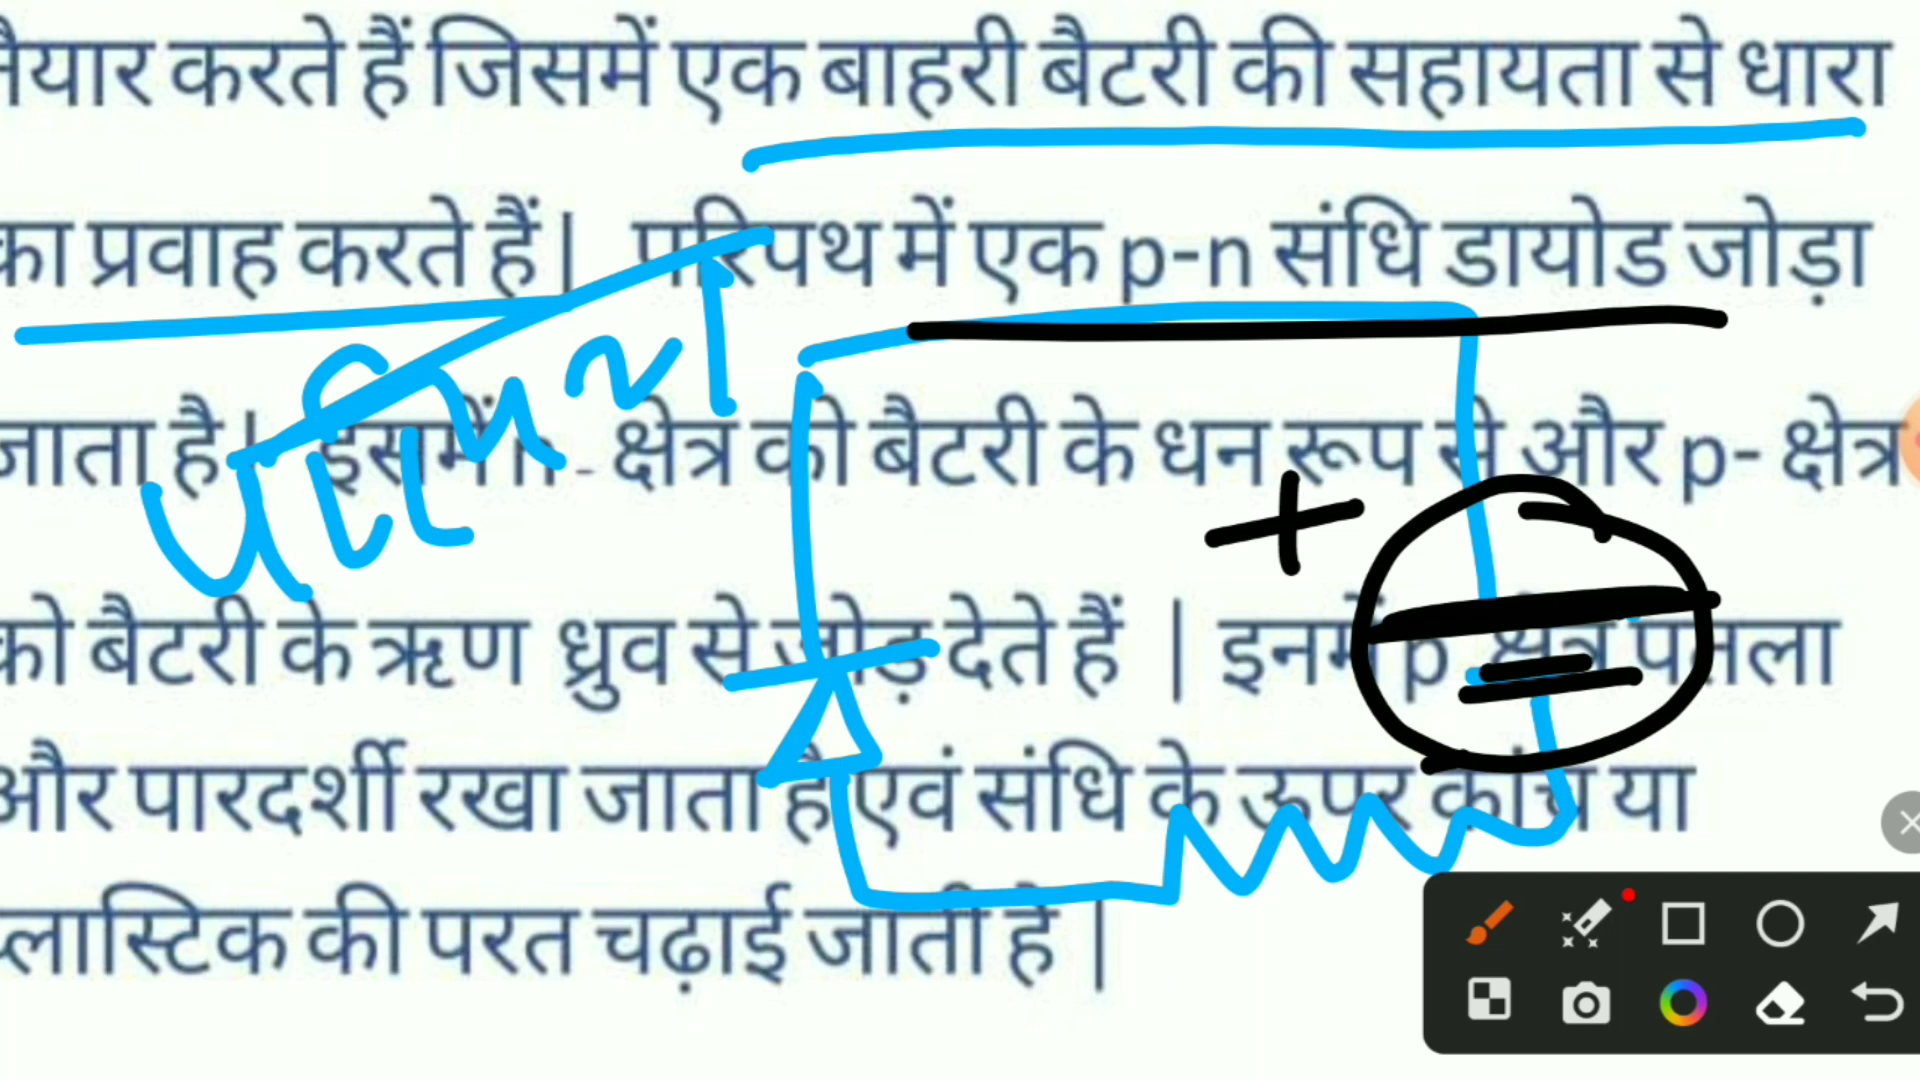 तैयार करते हैं जिसमें एक बाहरी बैटरी की सहायता से धारा
का प्रवाह करते हैं| परिपथ में एक p-n संधि डायोड जोड़ा
जाता है| इसमें n - क्षेत्र को बैटरी के धन रूप से और p- क्षेत्र
को बैटरी के ऋण ध्रुव से जोड़ देते हैं | इनमें p क्षेत्र पतला
और पारदर्शी रखा जाता है एवं संधि के ऊपर कांच या
प्लास्टिक की परत चढ़ाई जाती है |
+